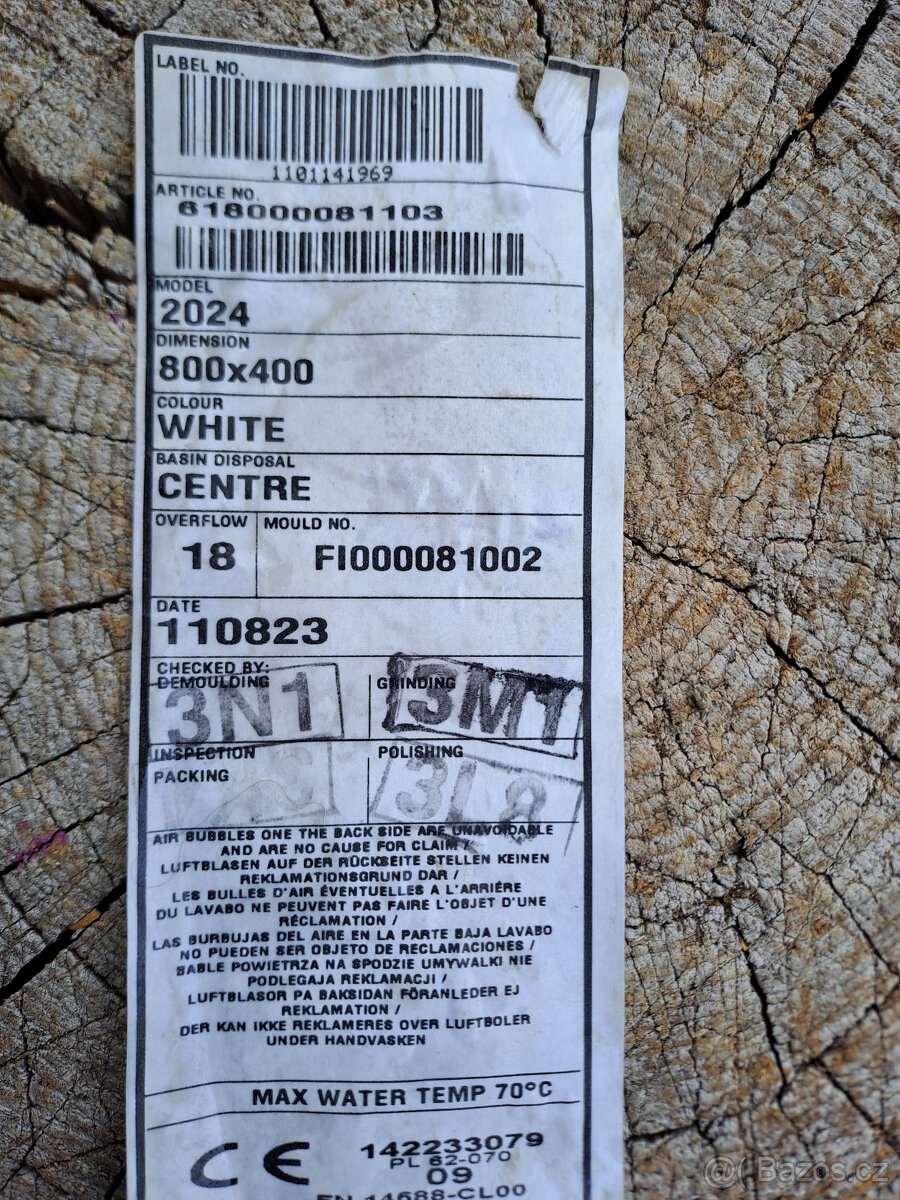 LABEL NO.
1101141969
ARTICLE NO.
618000081103
MODEL
2024
DIMENSION
800x400
COLOUR
WHITE
BASIN DISPOSAL
CENTRE
OVERFLOW MOULD NO.
18 FI000081002
DATE
110823
CHECKED BY:
DEMOULDING GRINDING
3N1 3M1
INSPECTION POLISHING
PACKING
3L8
AIR BUBBLES ONE THE BACK SIDE ARE UNAVOIDABLE
AND ARE NO CAUSE FOR CLAIM /
LUFTBLASEN AUF DER RÜCKSEITE STELLEN KEINEN
REKLAMATIONSGRUND DAR /
LES BULLES D'AIR ÉVENTUELLES A L'ARRIÈRE
DU LAVABO NE PEUVENT PAS FAIRE L'OBJET D'UNE
RÉCLAMATION /
LAS BURBUJAS DEL AIRE EN LA PARTE BAJA LAVABO
NO PUEDEN SER OBJETO DE RECLAMACIONES /
BABLE POWIETRZA NA SPODZIE UMYWALKI NIE
PODLEGAJA REKLAMACJI /
LUFTBLASOR PA BAKSIDAN FÖRANLEDER EJ
REKLAMATION /
DER KAN IKKE REKLAMERES OVER LUFTBOLER
UNDER HANDVASKEN
MAX WATER TEMP 70°C
CE 142233079
PL 62-070
09
EN 14688-CL00
@ Bazos.cz